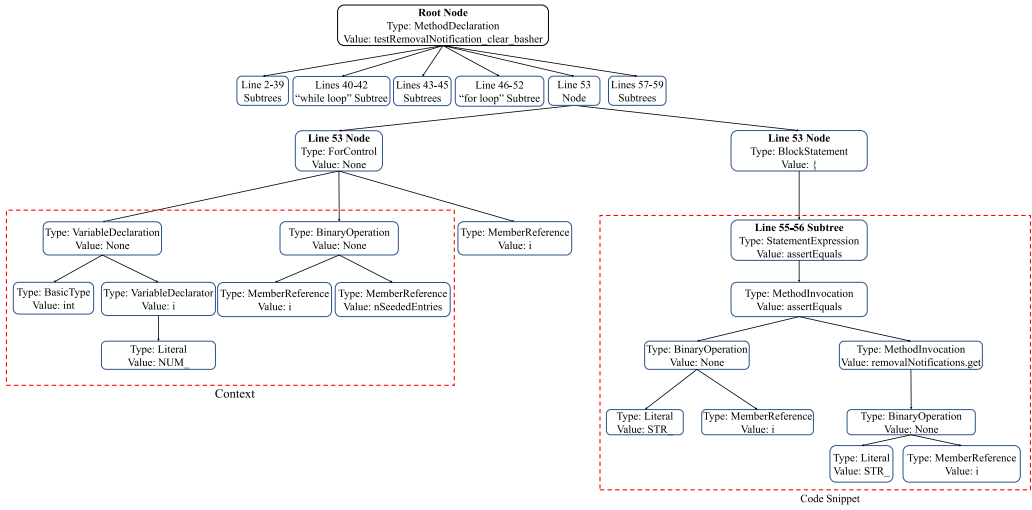 Root Node
Type: MethodDeclaration
Value: testRemovalNotification_clear_basher
Line 2-39
Subtrees
Lines 40-42
“while loop” Subtree
Lines 43-45
Subtrees
Line 46-52
“for loop” Subtree
Line 53
Node
Lines 57-59
Subtrees
Line 53 Node
Type: ForControl
Value: None
Line 53 Node
Type: BlockStatement
Value: {
Type: VariableDeclaration
Value: None
Type: BinaryOperation
Value: None
Type: MemberReference
Value: i
Type: BasicType
Value: int
Type: VariableDeclarator
Value: i
Type: MemberReference
Value: i
Type: MemberReference
Value: nSeededEntries
Type: Literal
Value: NUM_
Context
Line 55-56 Subtree
Type: StatementExpression
Value: assertEquals
Type: MethodInvocation
Value: assertEquals
Type: BinaryOperation
Value: None
Type: MethodInvocation
Value: removalNotifications.get
Type: Literal
Value: STR_
Type: MemberReference
Value: i
Type: BinaryOperation
Value: None
Type: Literal
Value: STR_
Type: MemberReference
Value: i
Code Snippet